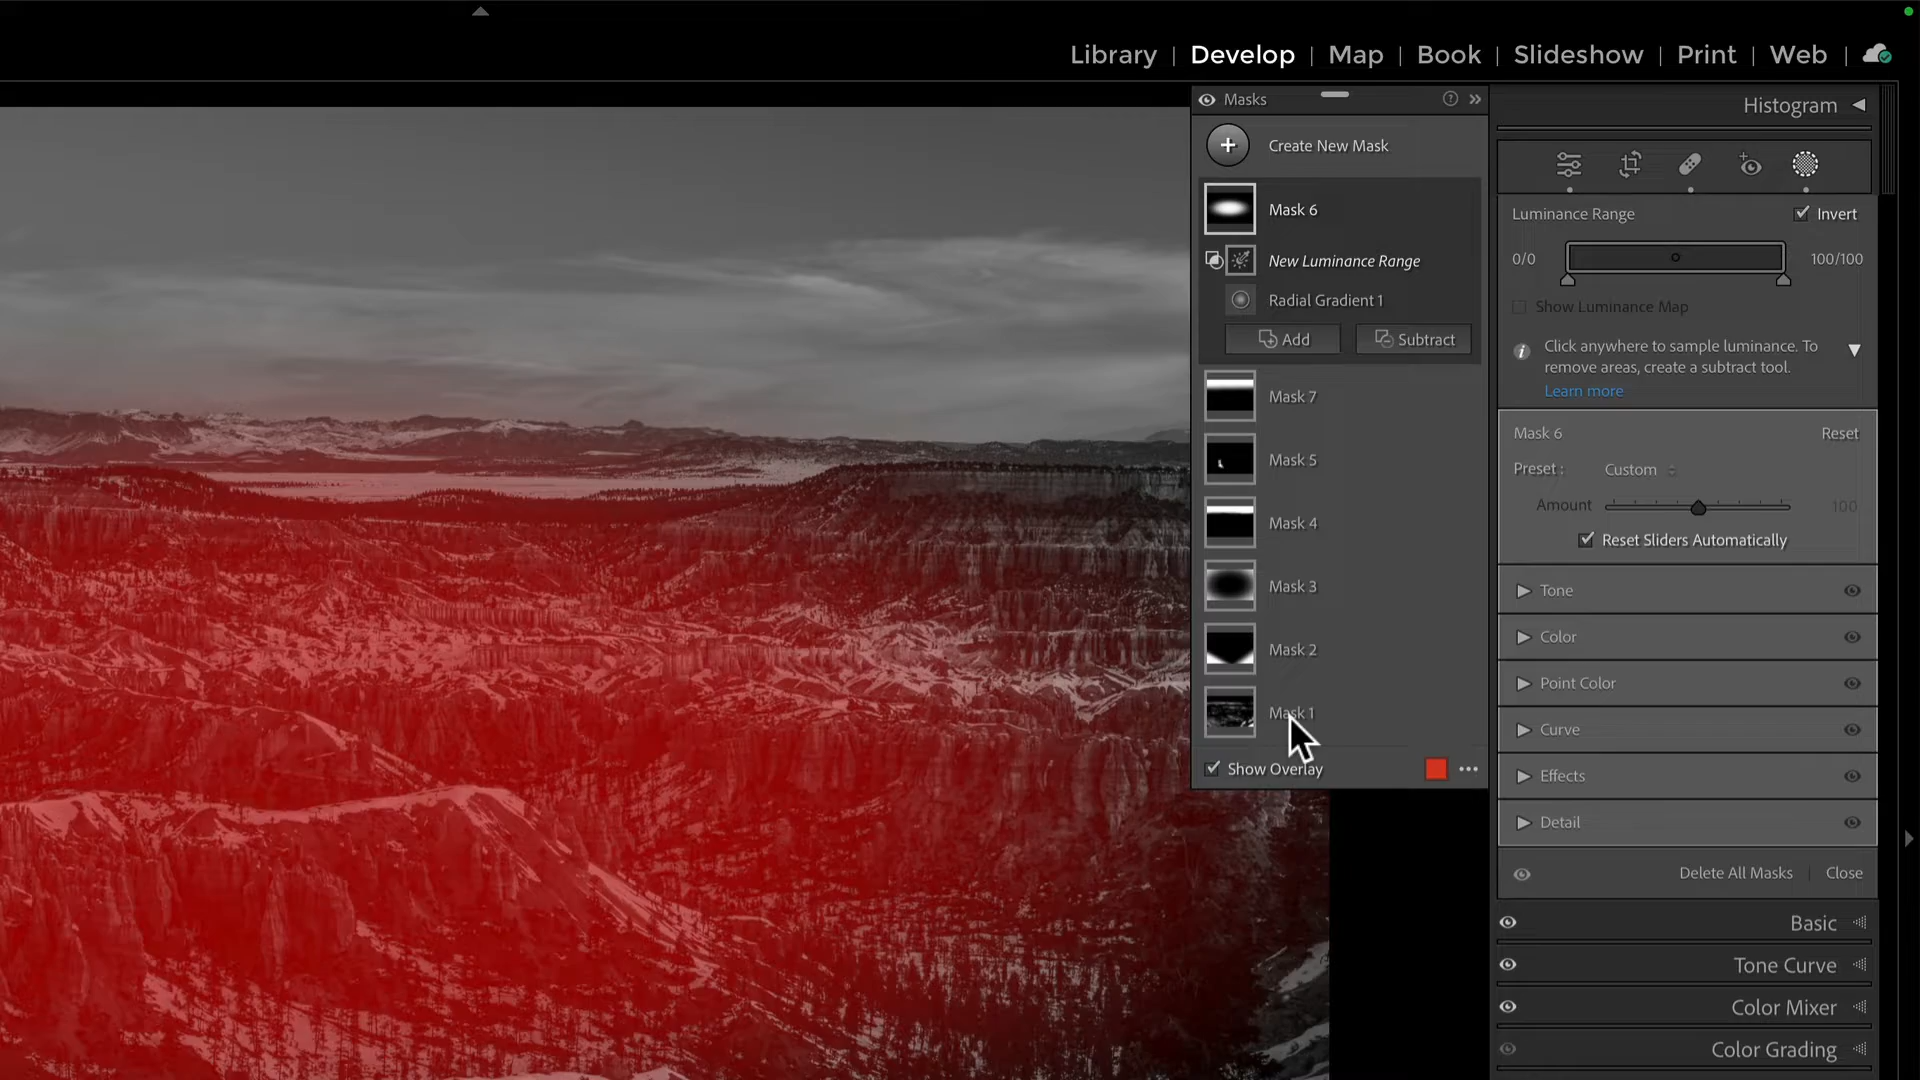 Library | Develop | Map | Book | Slideshow | Print | Web |
Masks
Create New Mask
Mask 6
New Luminance Range
Radial Gradient 1
Add
Subtract
Mask 7
Mask 5
Mask 4
Mask 3
Mask 2
Mask 1
Show Overlay
Histogram
Luminance Range
Invert
0/0
100/100
Show Luminance Map
Click anywhere to sample luminance. To
remove areas, create a subtract tool.
Learn more
Mask 6
Reset
Preset :
Custom
Amount
100
Reset Sliders Automatically
Tone
Color
Point Color
Curve
Effects
Detail
Delete All Masks | Close
Basic
Tone Curve
Color Mixer
Color Grading